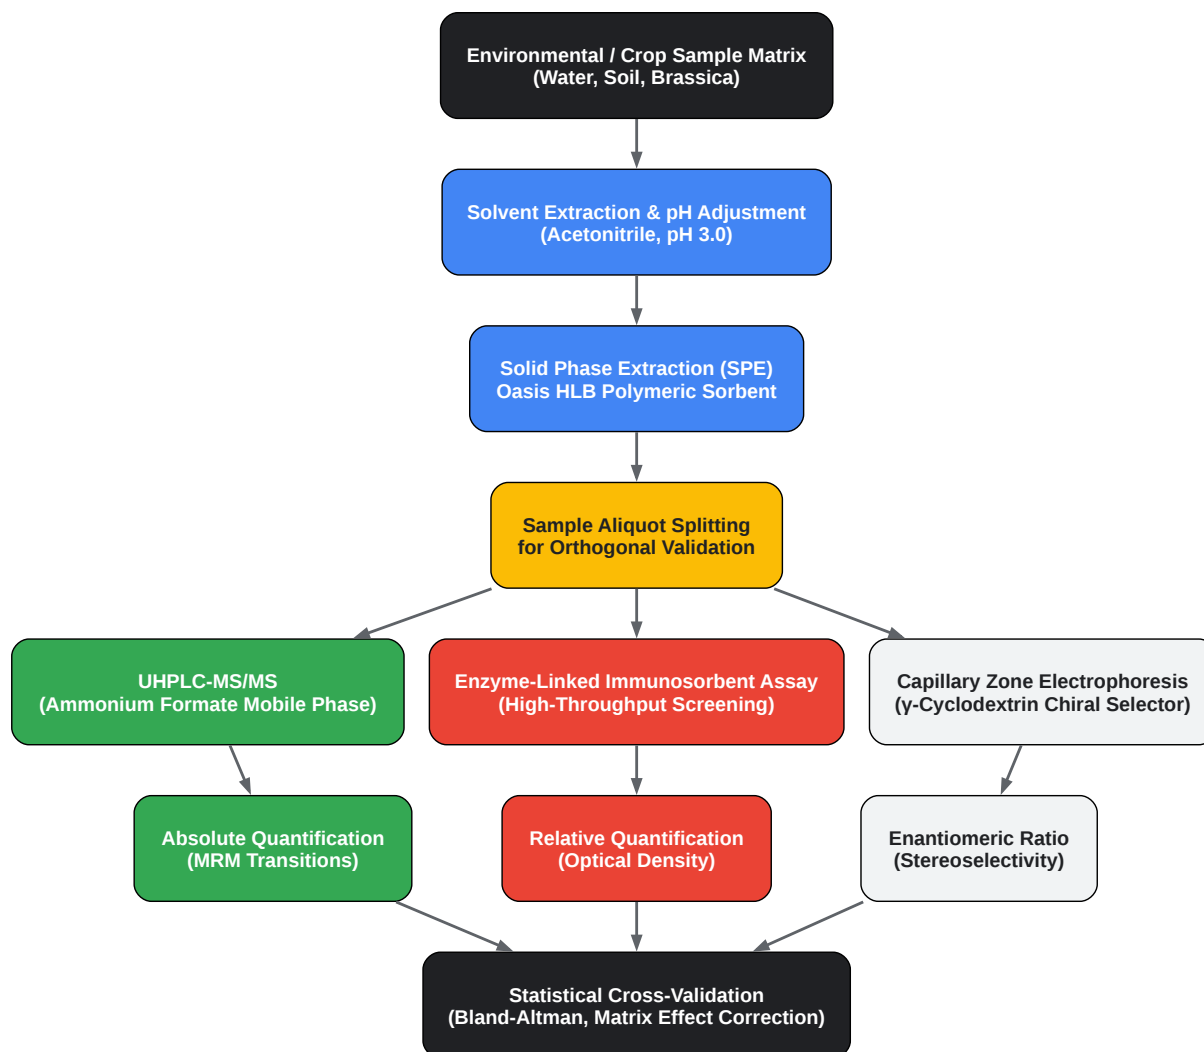 Environmental / Crop Sample Matrix
(Water, Soil, Brassica)
Solvent Extraction & pH Adjustment
(Acetonitrile, pH 3.0)
Solid Phase Extraction (SPE)
Oasis HLB Polymeric Sorbent
Sample Aliquot Splitting
for Orthogonal Validation
UHPLC-MS/MS
(Ammonium Formate Mobile Phase)
Enzyme-Linked Immunosorbent Assay
(High-Throughput Screening)
Capillary Zone Electrophoresis
(γ-Cyclodextrin Chiral Selector)
Absolute Quantification
(MRM Transitions)
Relative Quantification
(Optical Density)
Enantiomeric Ratio
(Stereoselectivity)
Statistical Cross-Validation
(Bland-Altman, Matrix Effect Correction)